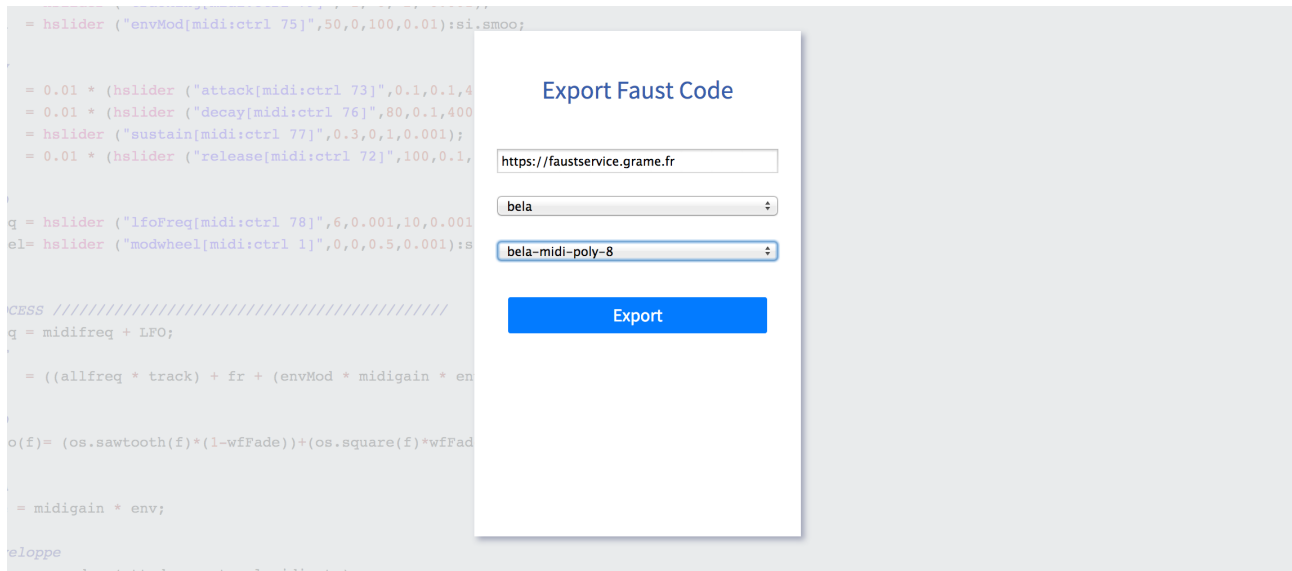 = hslider ("envMod[midi:ctrl 75]",50,0,100,0.01):si.smoo;
= 0.01 * (hslider ("attack[midi:ctrl 73]",0.1,0.1,4
= 0.01 * (hslider ("decay[midi:ctrl 76]",80,0.1,400
= hslider ("sustain[midi:ctrl 77]",0.3,0,1,0.001);
= 0.01 * (hslider ("release[midi:ctrl 72]",100,0.1,
q = hslider ("lfoFreq[midi:ctrl 78]",6,0.001,10,0.001
el= hslider ("modwheel[midi:ctrl 1]",0,0,0.5,0.001):s
OCESS /////////////////////////////////////////////
q = midifreq + LFO;
= ((allfreq * track) + fr + (envMod * midigain * en
o(f)= (os.sawtooth(f)*(1-wfFade))+(os.square(f)*wfFad
= midigain * env;
veloppe
Export Faust Code
https://faustservice.grame.fr
bela
bela-midi-poly-8
Export